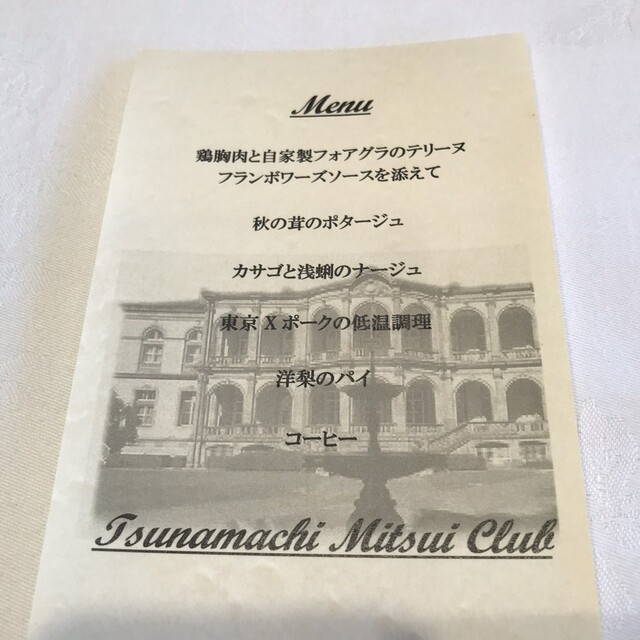 Menu
鶏胸肉と自家製フォアグラのテリーヌ
フランボワーズソースを添えて
秋の茸のポタージュ
カサゴと浅蜊のナージュ
東京 X ポークの低温調理
洋梨のパイ
コーヒー
Tsunamachi Mitsui Club